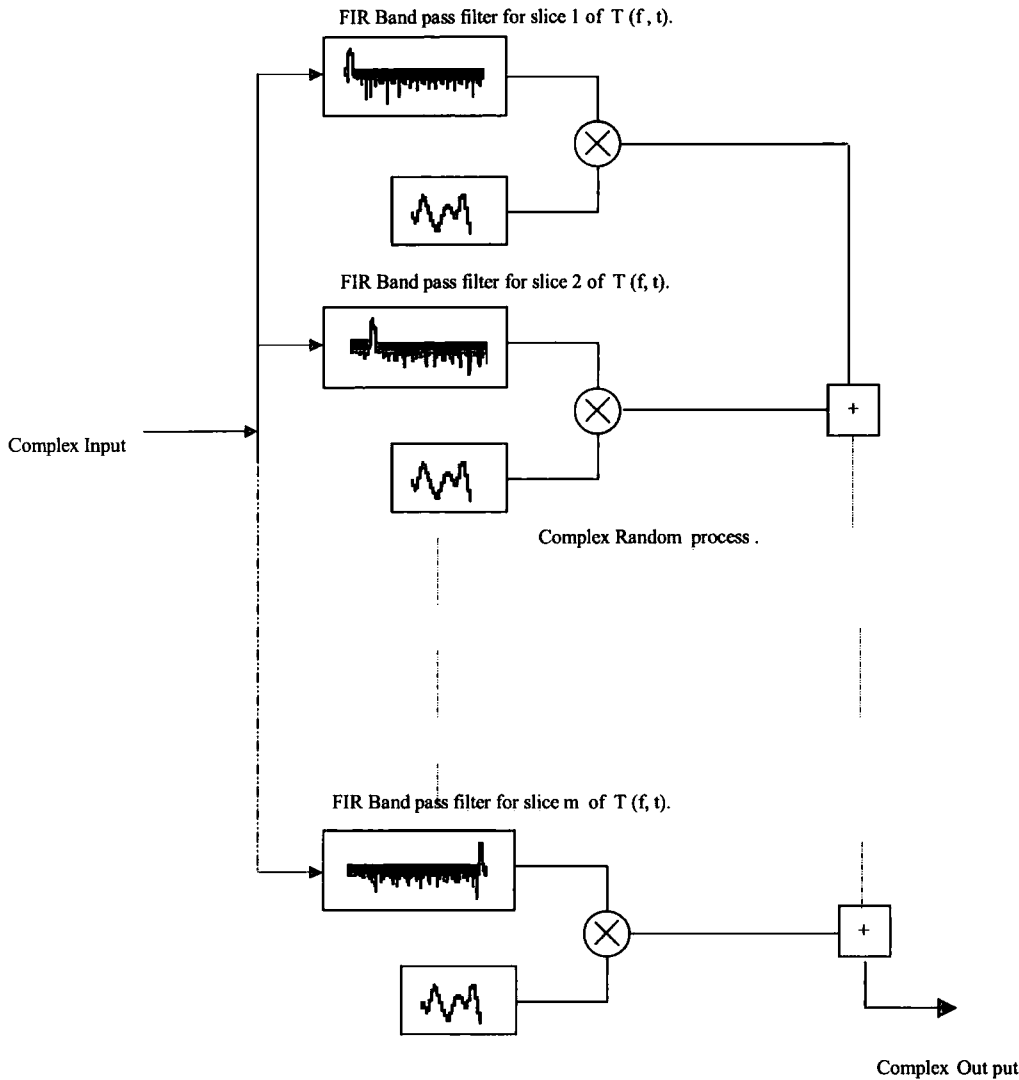 FIR Band pass filter for slice 1 of T (f , t).
FIR Band pass filter for slice 2 of T (f, t).
+
Complex Input
Complex Random process .
FIR Band pass filter for slice m of T (f, t).
+
Complex Out put